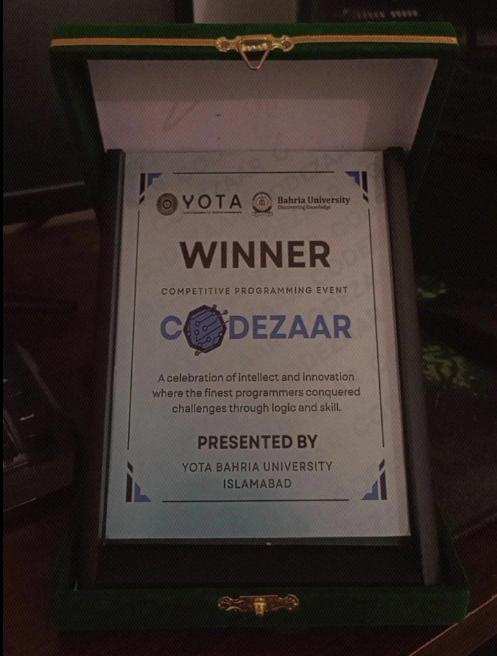 YOTA
Bahria University
Discovering Knowledge
WINNER
COMPETITIVE PROGRAMMING EVENT
CODEZAAR
A celebration of intellect and innovation
where the finest programmers conquered
challenges through logic and skill.
PRESENTED BY
YOTA BAHRIA UNIVERSITY
ISLAMABAD